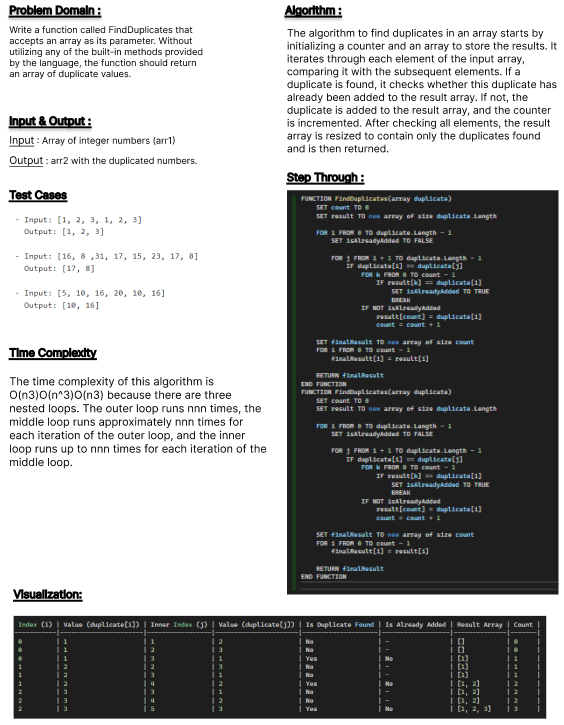 Problem Domain :
Write a function called FindDuplicates that
accepts an array as its parameter. Without
utilizing any of the built-in methods provided
by the language, the function should return
an array of duplicate values.
Input & Output :
Input : Array of integer numbers (arr1)
Output : arr2 with the duplicated numbers.
Test Cases
- Input: [1, 2, 3, 1, 2, 3]
Output: [1, 2, 3]
- Input: [16, 8 ,31, 17, 15, 23, 17, 8]
Output: [17, 8]
- Input: [5, 10, 16, 20, 10, 16]
Output: [10, 16]
Time Complexity
The time complexity of this algorithm is
O(n3)O(n^3)O(n3) because there are three
nested loops. The outer loop runs nnn times, the
middle loop runs approximately nnn times for
each iteration of the outer loop, and the inner
loop runs up to nnn times for each iteration of the
middle loop.
Algorithm :
The algorithm to find duplicates in an array starts by
initializing a counter and an array to store the results. It
iterates through each element of the input array,
comparing it with the subsequent elements. If a
duplicate is found, it checks whether this duplicate has
already been added to the result array. If not, the
duplicate is added to the result array, and the counter
is incremented. After checking all elements, the result
array is resized to contain only the duplicates found
and is then returned.
Step Through :
FUNCTION FindDuplicates(array duplicate)
SET count TO 0
SET result TO new array of size duplicate.Length
FOR i FROM 0 TO duplicate.Length - 1
SET isAlreadyAdded TO FALSE
FOR j FROM i + 1 TO duplicate.Length - 1
IF duplicate[i] == duplicate[j]
FOR k FROM 0 TO count - 1
IF result[k] == duplicate[i]
SET isAlreadyAdded TO TRUE
BREAK
IF NOT isAlreadyAdded
result[count] = duplicate[i]
count = count + 1
SET finalResult TO new array of size count
FOR i FROM 0 TO count - 1
finalResult[i] = result[i]
RETURN finalResult
END FUNCTION
FUNCTION FindDuplicates(array duplicate)
SET count TO 0
SET result TO new array of size duplicate.Length
FOR i FROM 0 TO duplicate.Length - 1
SET isAlreadyAdded TO FALSE
FOR j FROM i + 1 TO duplicate.Length - 1
IF duplicate[i] == duplicate[j]
FOR k FROM 0 TO count - 1
IF result[k] == duplicate[i]
SET isAlreadyAdded TO TRUE
BREAK
IF NOT isAlreadyAdded
result[count] = duplicate[i]
count = count + 1
SET finalResult TO new array of size count
FOR i FROM 0 TO count - 1
finalResult[i] = result[i]
RETURN finalResult
END FUNCTION
Visualization:
Index (i) | Value (duplicate[i]) | Inner Index (j) | Value (duplicate[j]) | Is Duplicate Found | Is Already Added | Result Array | Count |
0 | 1 | 1 | 2 | No | - | [] | 0 |
0 | 1 | 2 | 3 | No | - | [] | 0 |
0 | 1 | 3 | 1 | Yes | No | [1] | 1 |
1 | 2 | 2 | 3 | No | - | [1] | 1 |
1 | 2 | 3 | 1 | No | - | [1] | 1 |
1 | 2 | 4 | 2 | Yes | No | [1, 2] | 2 |
2 | 3 | 3 | 1 | No | - | [1, 2] | 2 |
2 | 3 | 4 | 2 | No | - | [1, 2] | 2 |
2 | 3 | 5 | 3 | Yes | No | [1, 2, 3] | 3 |